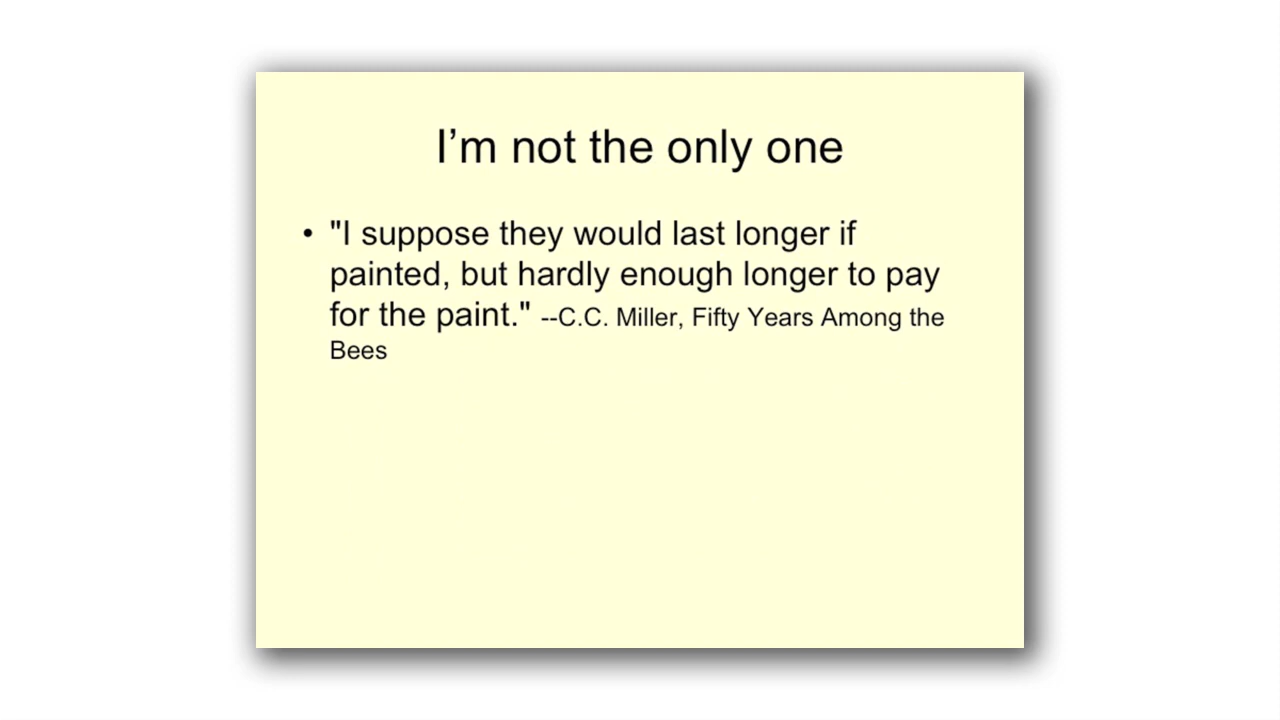 I’m not the only one
• "I suppose they would last longer if
painted, but hardly enough longer to pay
for the paint." --C.C. Miller, Fifty Years Among the
Bees